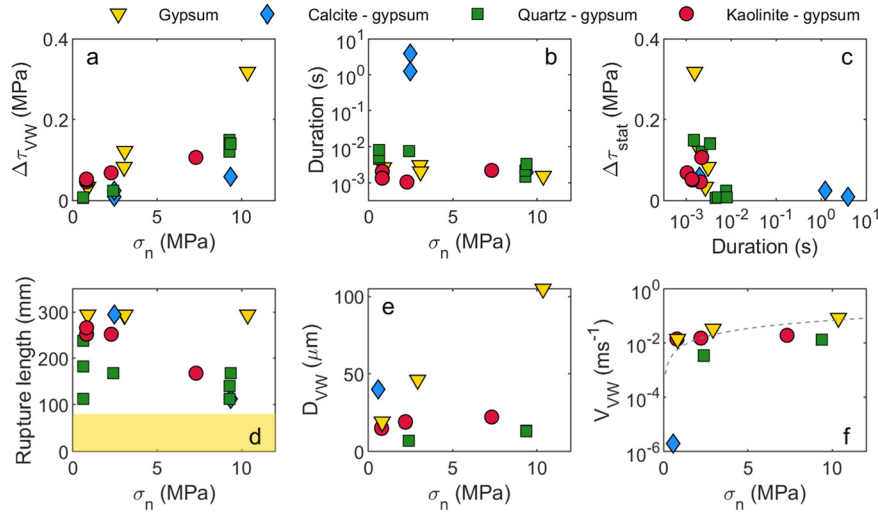 Gypsum Calcite - gypsum Quartz - gypsum Kaolinite - gypsum
a
0.4
0.2
0
Δτ_VW (MPa)
0 5 10
σ_n (MPa)
b
10^1
10^0
10^-1
10^-2
10^-3
Duration (s)
0 5 10
σ_n (MPa)
c
0.4
0.2
0
Δτ_stat (MPa)
10^-3 10^-2 10^-1 10^0 10^1
Duration (s)
d
300
200
100
0
Rupture length (mm)
0 5 10
σ_n (MPa)
e
100
50
0
D_VW (μm)
0 5 10
σ_n (MPa)
f
10^0
10^-2
10^-4
10^-6
V_VW (ms^-1)
0 5 10
σ_n (MPa)